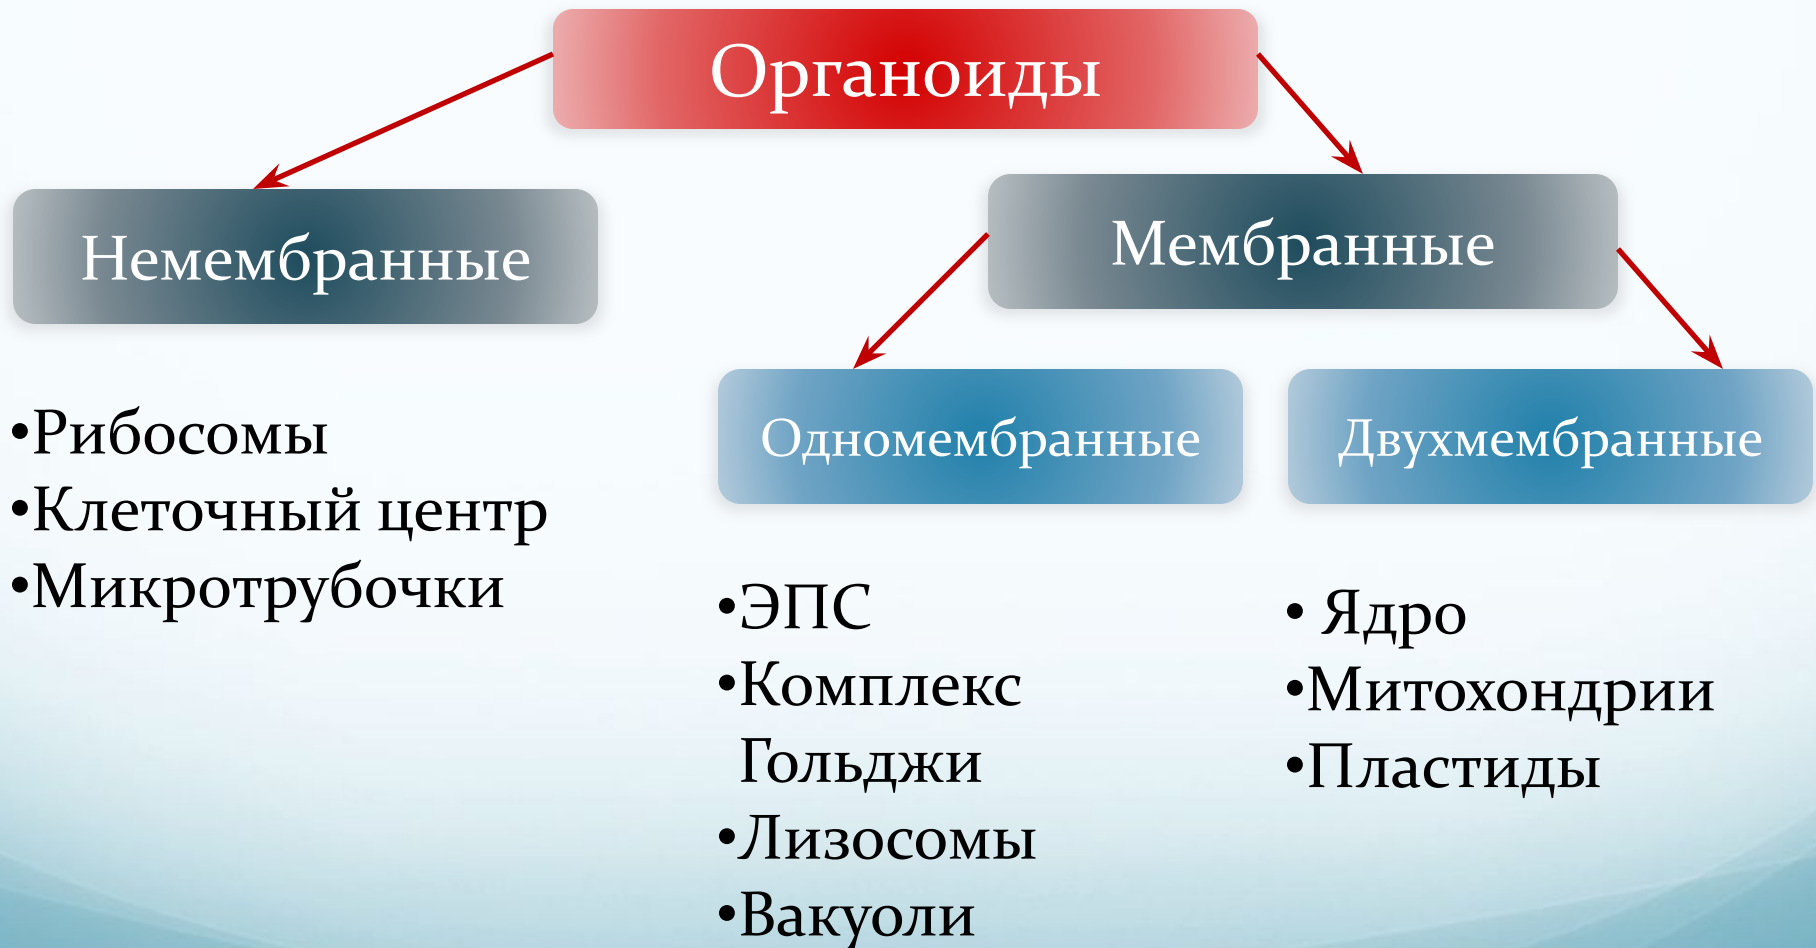 Органоиды
Немембранные
Мембранные
•Рибосомы
•Клеточный центр
•Микротрубочки
Одномембранные
Двухмембранные
•ЭПС
•Комплекс
Гольджи
•Лизосомы
•Вакуоли
• Ядро
•Митохондрии
•Пластиды